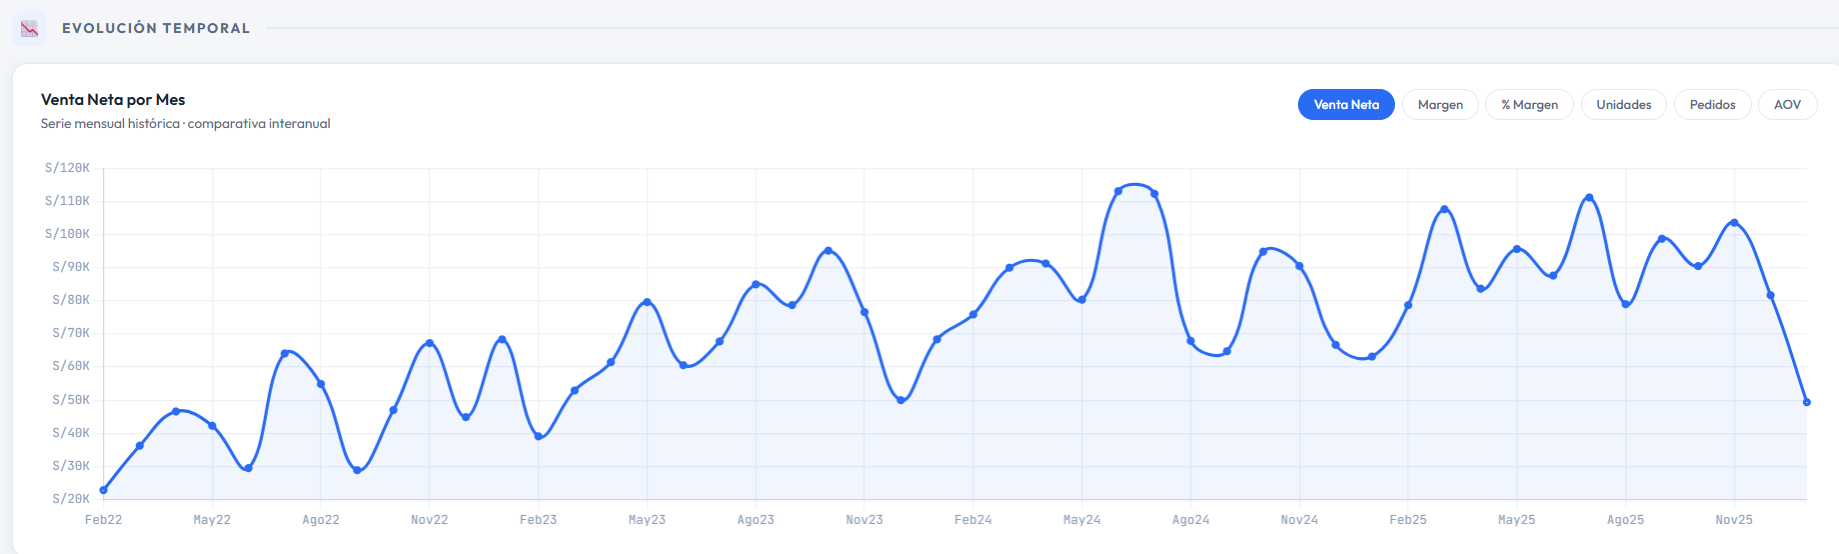 EVOLUCIÓN TEMPORAL
Venta Neta por Mes
Serie mensual histórica · comparativa interanual
Venta Neta
Margen
% Margen
Unidades
Pedidos
AOV
S/120K
S/110K
S/100K
S/90K
S/80K
S/70K
S/60K
S/50K
S/40K
S/30K
S/20K
Feb22
May22
Ago22
Nov22
Feb23
May23
Ago23
Nov23
Feb24
May24
Ago24
Nov24
Feb25
May25
Ago25
Nov25